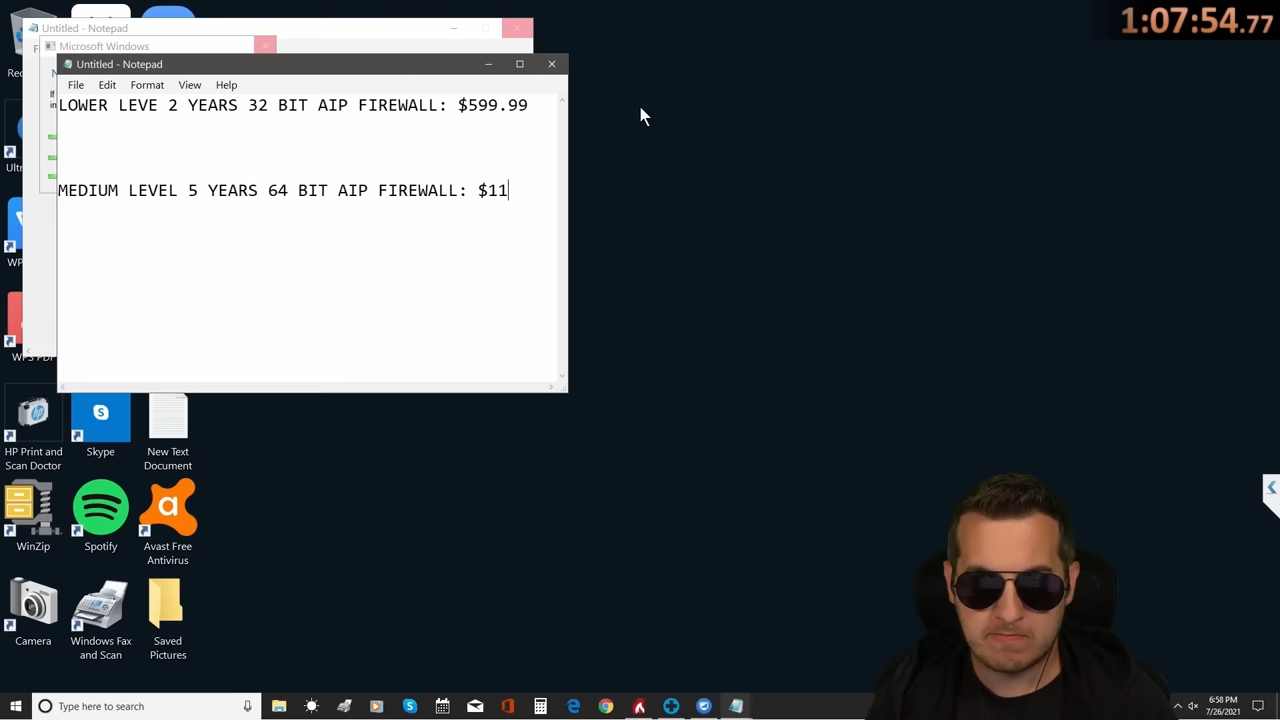 1:07:54.77
Untitled - Notepad
Microsoft Windows
Untitled - Notepad
File Edit Format View Help
LOWER LEVE 2 YEARS 32 BIT AIP FIREWALL: $599.99
MEDIUM LEVEL 5 YEARS 64 BIT AIP FIREWALL: $11
HP Print and
Scan Doctor
Skype
New Text
Document
WinZip
Spotify
Avast Free
Antivirus
Camera
Windows Fax
and Scan
Saved
Pictures
Type here to search
6:58 PM
7/26/2021